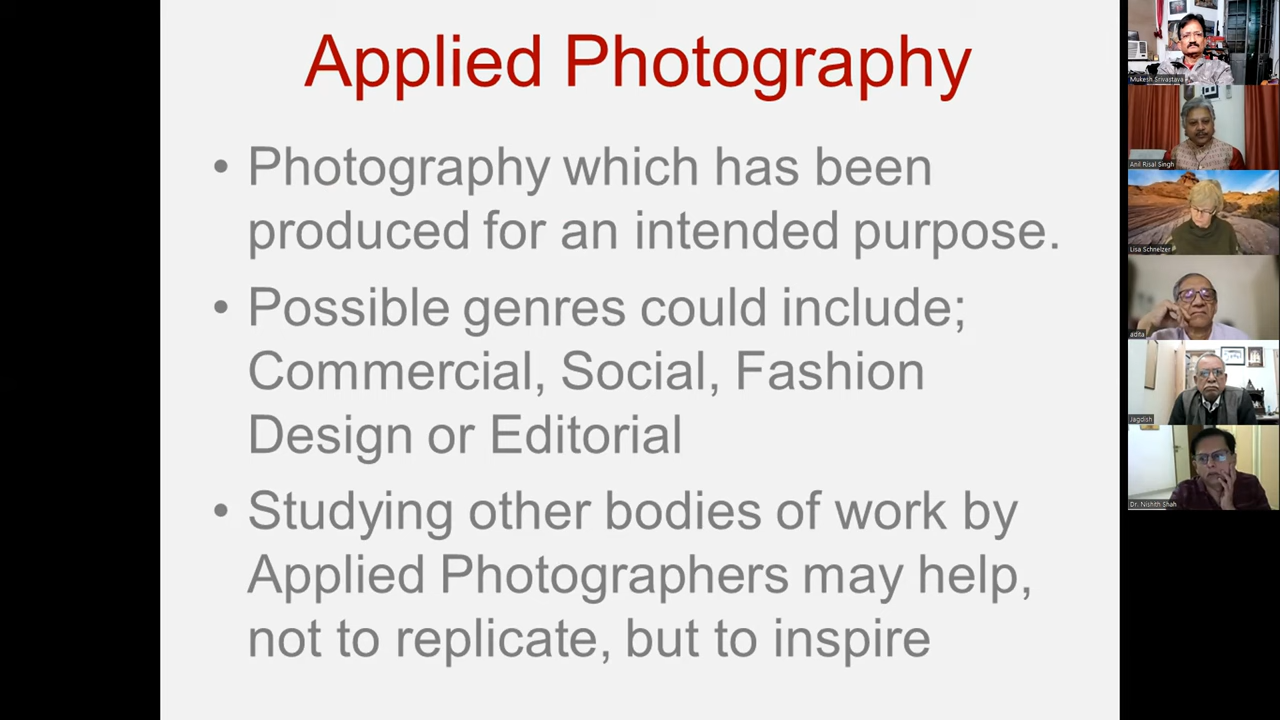 Applied Photography
• Photography which has been
produced for an intended purpose.
• Possible genres could include;
Commercial, Social, Fashion
Design or Editorial
• Studying other bodies of work by
Applied Photographers may help,
not to replicate, but to inspire
Mukesh Srivastava
Anil Risal Singh
Lisa Schnelzer
adita
Jagdish
Dr. Nishith Shah